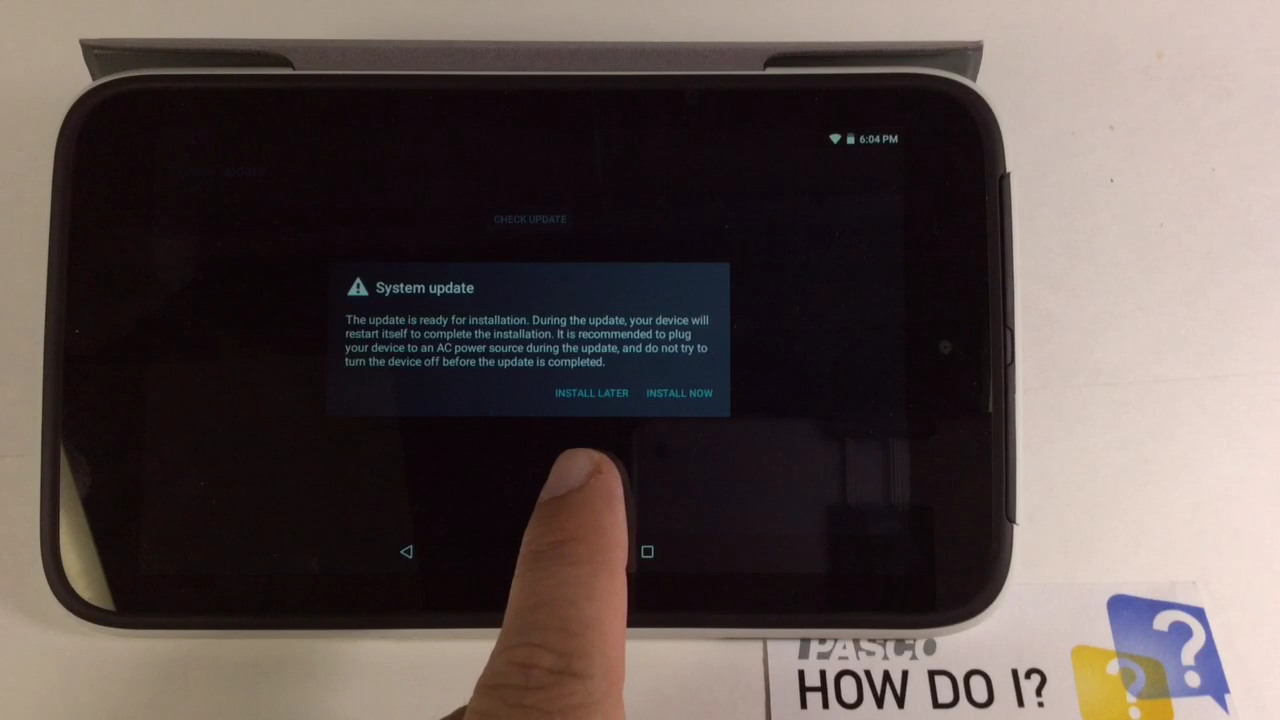 6:04 PM
CHECK UPDATE
System update
The update is ready for installation. During the update, your device will
restart itself to complete the installation. It is recommended to plug
your device to an AC power source during the update, and do not try to
turn the device off before the update is completed.
INSTALL LATER INSTALL NOW
PASCO
HOW DO I?
? ?